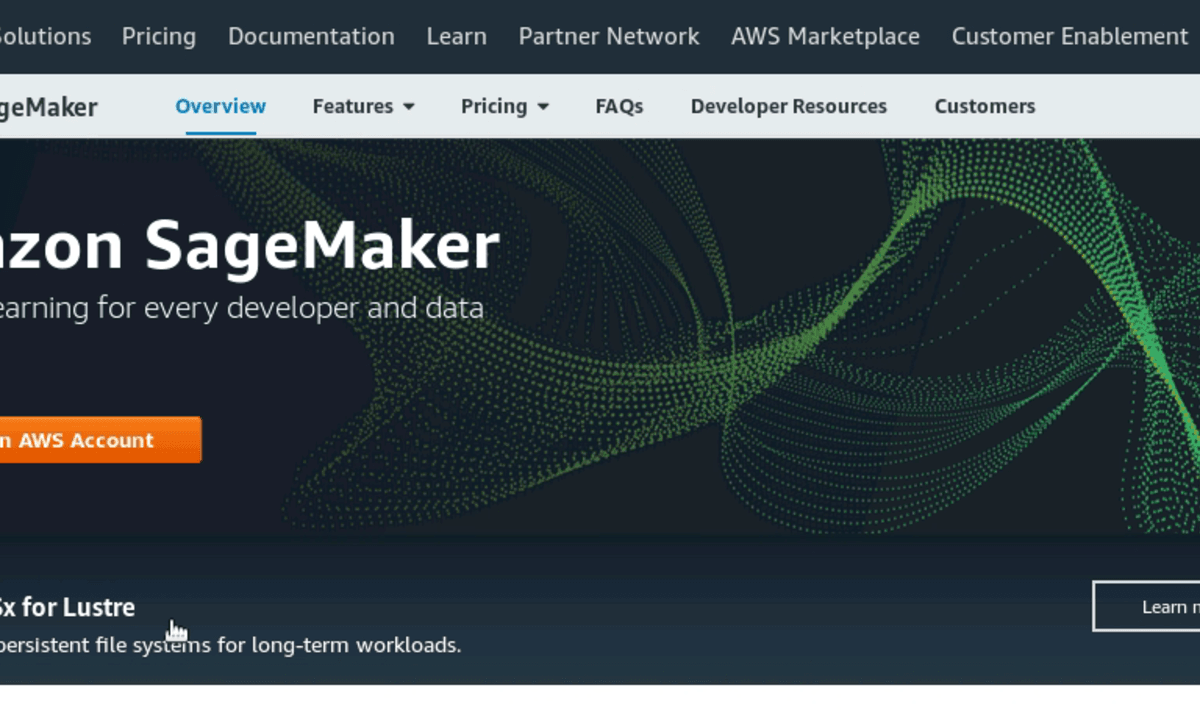 Solutions Pricing Documentation Learn Partner Network AWS Marketplace Customer Enablement
geMaker Overview Features Pricing FAQs Developer Resources Customers
azon SageMaker
earning for every developer and data
n AWS Account
Sx for Lustre
Learn
persistent file systems for long-term workloads.